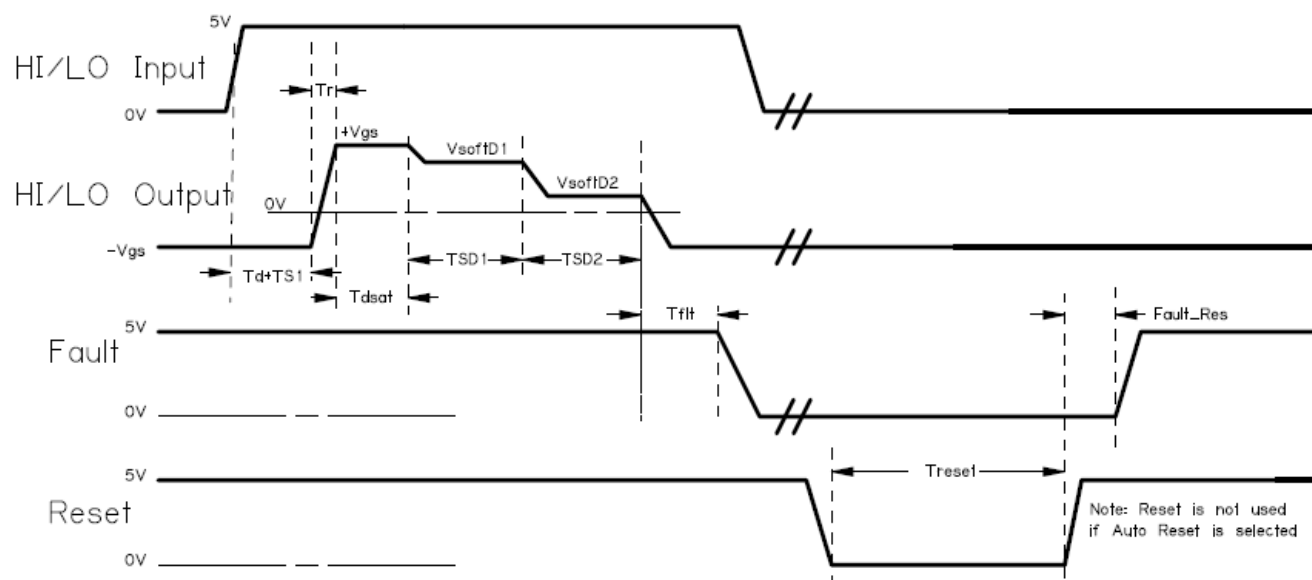 5V
HI/LO Input
0V
Tr
+Vgs
VsoftD1
VsoftD2
HI/LO Output
0V
-Vgs
Td+TS1
TSD1
TSD2
Tdsat
Tflt
Fault_Res
5V
Fault
0V
Treset
5V
Reset
0V
Note: Reset is not used
if Auto Reset is selected